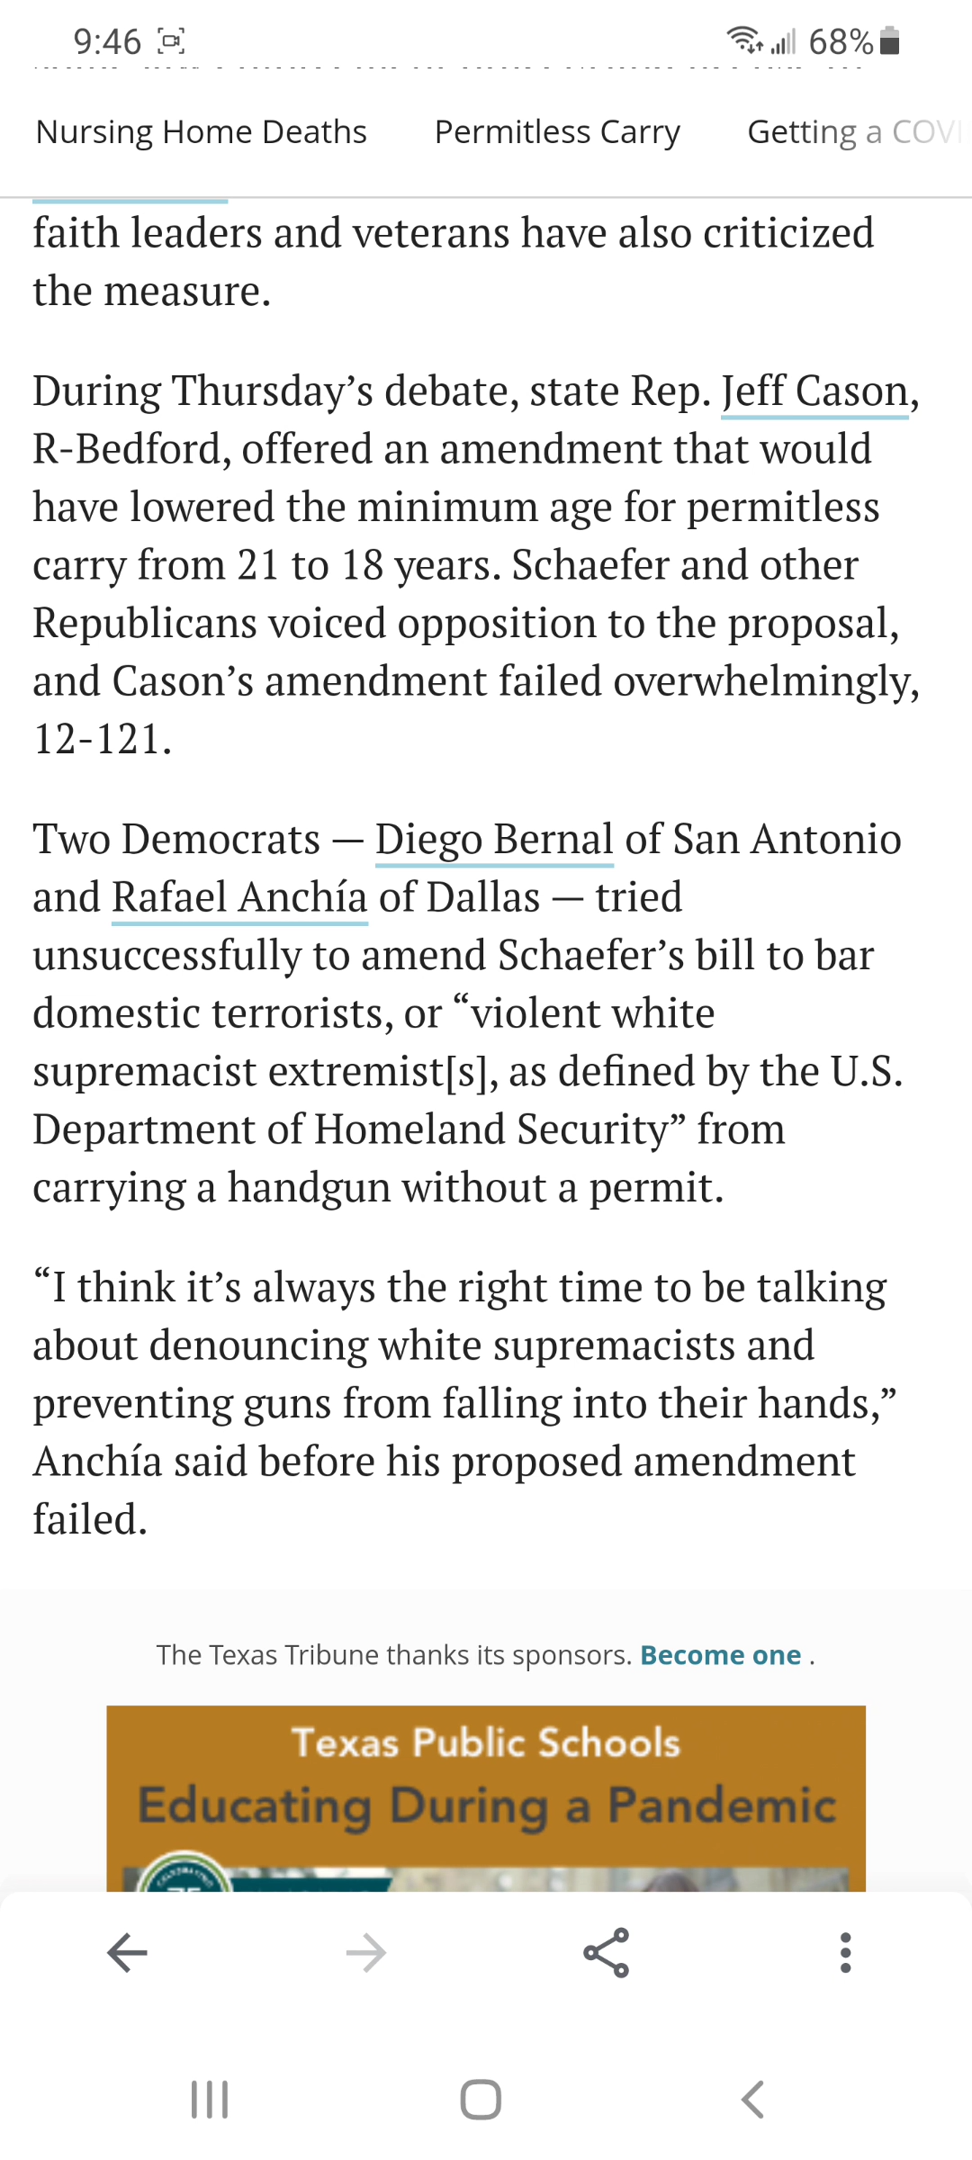 9:46
68%
Nursing Home Deaths Permitless Carry Getting a COVI
faith leaders and veterans have also criticized
the measure.
During Thursday’s debate, state Rep. Jeff Cason,
R-Bedford, offered an amendment that would
have lowered the minimum age for permitless
carry from 21 to 18 years. Schaefer and other
Republicans voiced opposition to the proposal,
and Cason’s amendment failed overwhelmingly,
12-121.
Two Democrats — Diego Bernal of San Antonio
and Rafael Anchía of Dallas — tried
unsuccessfully to amend Schaefer’s bill to bar
domestic terrorists, or “violent white
supremacist extremist[s], as defined by the U.S.
Department of Homeland Security” from
carrying a handgun without a permit.
“I think it’s always the right time to be talking
about denouncing white supremacists and
preventing guns from falling into their hands,”
Anchía said before his proposed amendment
failed.
The Texas Tribune thanks its sponsors. Become one .
Texas Public Schools
Educating During a Pandemic